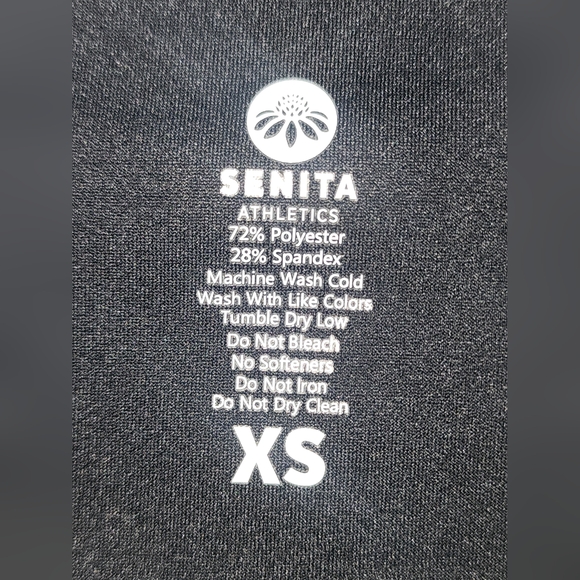 SENITA
ATHLETICS
72% Polyester
28% Spandex
Machine Wash Cold
Wash With Like Colors
Tumble Dry Low
Do Not Bleach
No Softeners
Do Not Iron
Do Not Dry Clean
XS